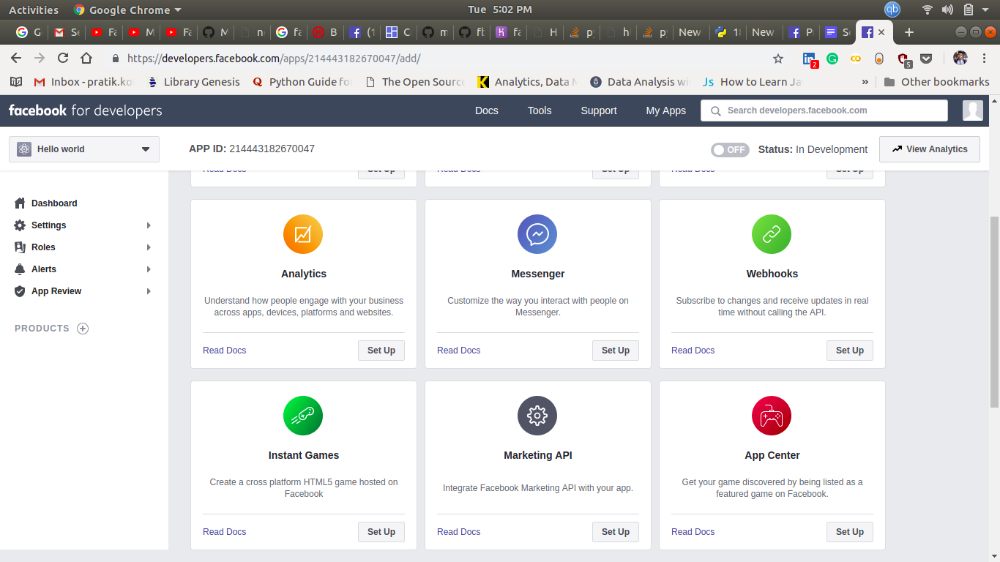 Activities Google Chrome Tue 5:02 PM qb
G Se Fa M Fa M n fa B (1 C m fl fa H p hl p New 18 New P S
https://developers.facebook.com/apps/214443182670047/add/ 2 5
Inbox - pratik.ko Library Genesis Python Guide fo The Open Source Analytics, Data M Data Analysis wi Js How to Learn Ja » Other bookmarks
facebook for developers Docs Tools Support My Apps Search developers.facebook.com
Hello world APP ID: 214443182670047 OFF Status: In Development View Analytics
Read Docs Set Up Read Docs Set Up Read Docs Set Up
Dashboard
Settings
Roles
Alerts
App Review
PRODUCTS
Analytics
Understand how people engage with your business
across apps, devices, platforms and websites.
Read Docs Set Up
Messenger
Customize the way you interact with people on
Messenger.
Read Docs Set Up
Webhooks
Subscribe to changes and receive updates in real
time without calling the API.
Read Docs Set Up
Instant Games
Create a cross platform HTML5 game hosted on
Facebook
Read Docs Set Up
Marketing API
Integrate Facebook Marketing API with your app.
Read Docs Set Up
App Center
Get your game discovered by being listed as a
featured game on Facebook.
Read Docs Set Up